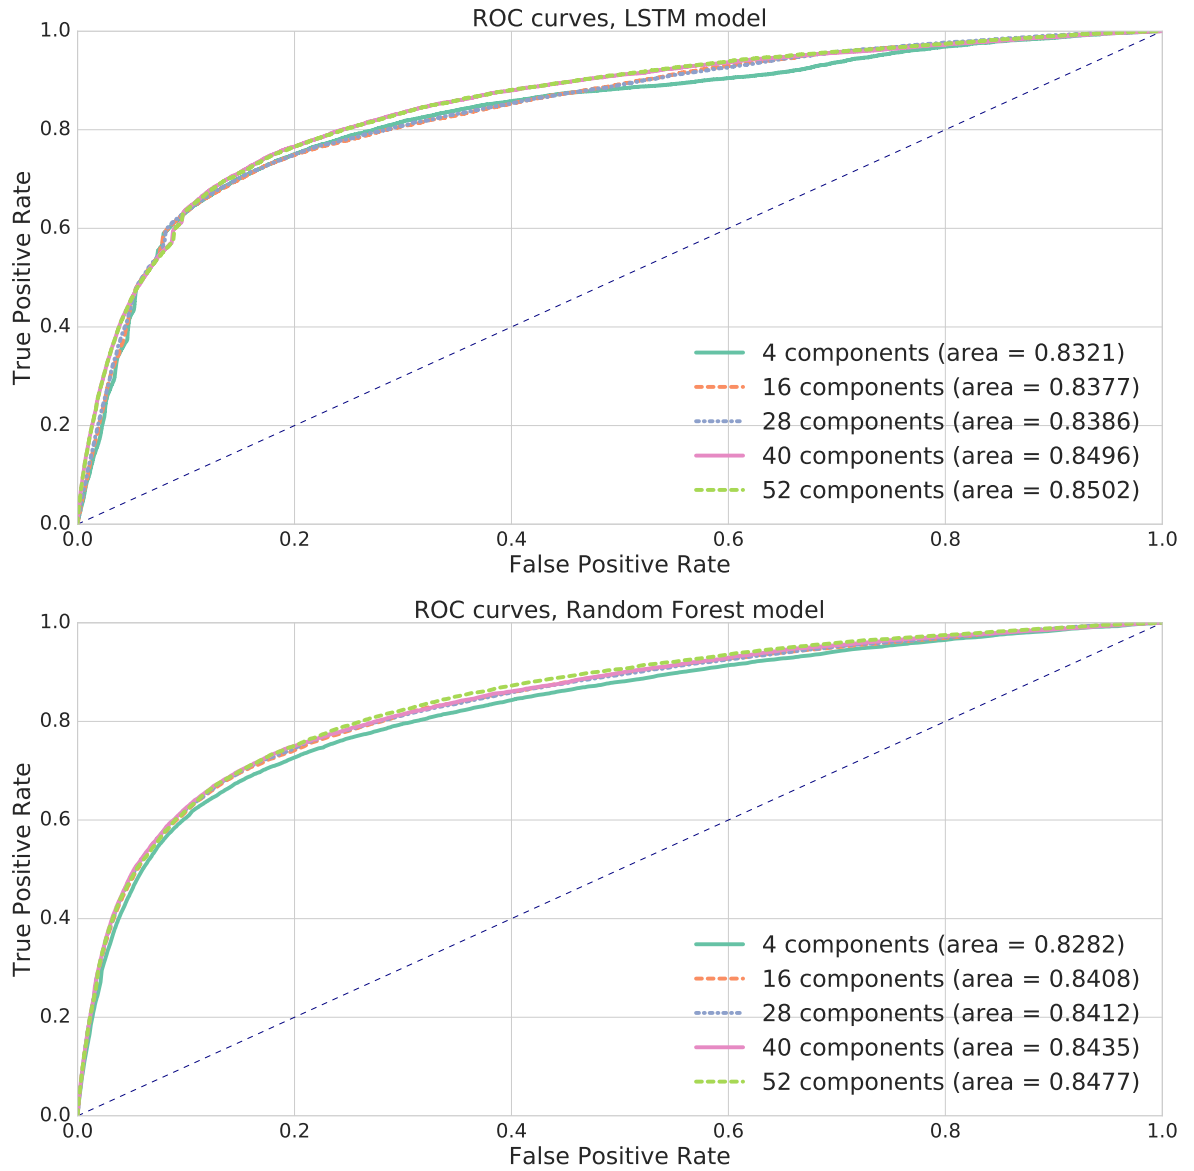 ROC curves, LSTM model
1.0
0.8
0.6
0.4
0.2
0.0
True Positive Rate
4 components (area = 0.8321)
16 components (area = 0.8377)
28 components (area = 0.8386)
40 components (area = 0.8496)
52 components (area = 0.8502)
0.0 0.2 0.4 0.6 0.8 1.0
False Positive Rate
ROC curves, Random Forest model
1.0
0.8
0.6
0.4
0.2
0.0
True Positive Rate
4 components (area = 0.8282)
16 components (area = 0.8408)
28 components (area = 0.8412)
40 components (area = 0.8435)
52 components (area = 0.8477)
0.0 0.2 0.4 0.6 0.8 1.0
False Positive Rate